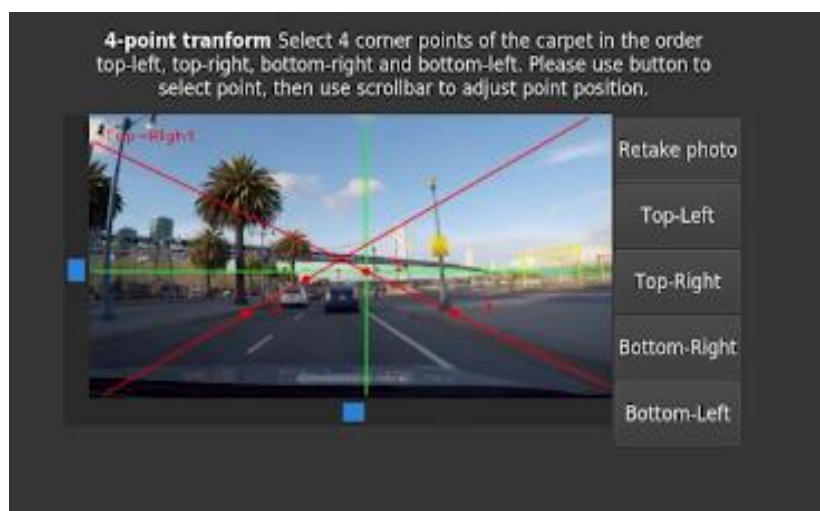 4-point tranform Select 4 corner points of the carpet in the order
top-left, top-right, bottom-right and bottom-left. Please use button to
select point, then use scrollbar to adjust point position.
Top-Right
Retake photo
Top-Left
Top-Right
Bottom-Right
Bottom-Left